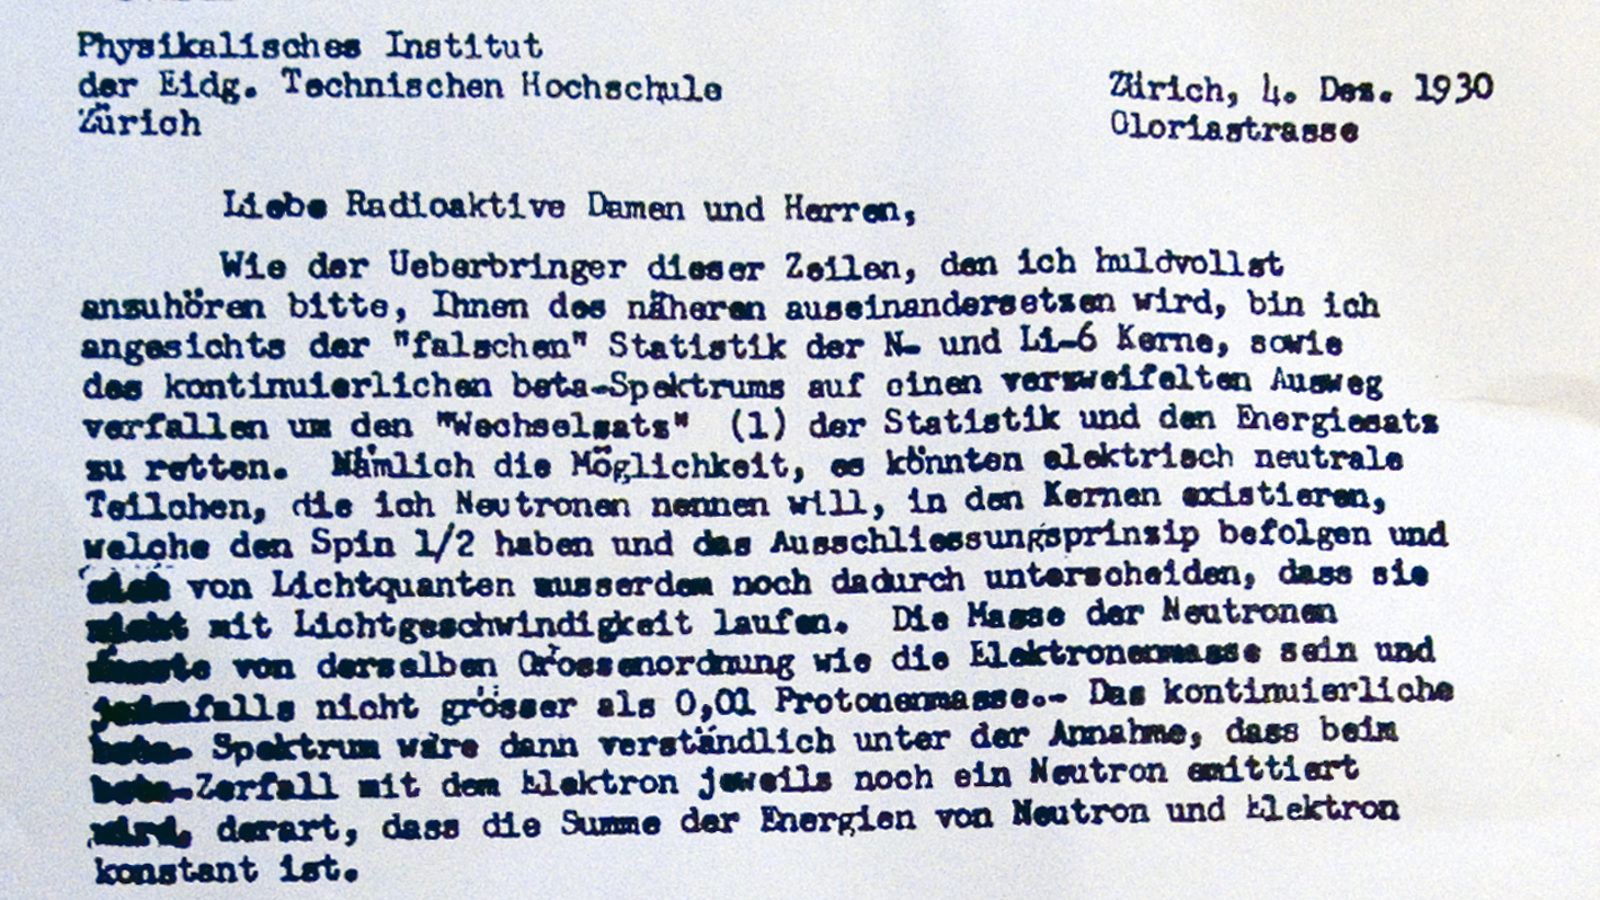 Physikalisches Institut
der Eidg. Technischen Hochschule
Zürich
Zürich, 4. Dez. 1930
Gloriastrasse
Liebe Radioaktive Damen und Herren,
Wie der Ueberbringer dieser Zeilen, den ich huldvollst
anzuhören bitte, Ihnen des näheren auseinandersetzen wird, bin ich
angesichts der "falschen" Statistik der N- und Li-6 Kerne, sowie
des kontinuierlichen beta-Spektrums auf einen verzweifelten Ausweg
verfallen um den "Wechselsatz" (1) der Statistik und den Energiesatz
zu retten. Nämlich die Möglichkeit, es könnten elektrisch neutrale
Teilchen, die ich Neutronen nennen will, in den Kernen existieren,
welche den Spin 1/2 haben und das Ausschliessungsprinzip befolgen und
sich von Lichtquanten ausserdem noch dadurch unterscheiden, dass sie
nicht mit Lichtgeschwindigkeit laufen. Die Masse der Neutronen
müsste von derselben Grossenordnung wie die Elektronenmasse sein und
jedenfalls nicht grösser als 0,01 Protonenmasse.- Das kontinuierliche
beta- Spektrum wäre dann verständlich unter der Annahme, dass beim
beta-Zerfall mit dem Elektron jeweils noch ein Neutron emittiert
wird, derart, dass die Summe der Energien von Neutron und Elektron
konstant ist.